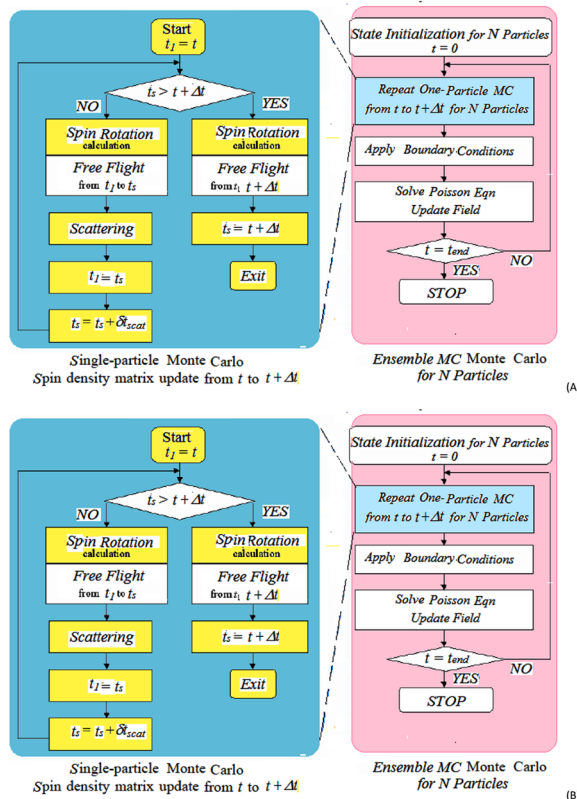 Start
t₁ = t
tₛ > t + Δt
NO
YES
Spin Rotation
calculation
Free Flight
from t₁ to tₛ
Scattering
t₁ = tₛ
tₛ = tₛ + δt_scat
Spin Rotation
calculation
Free Flight
from t₁ t + Δt
tₛ = t + Δt
Exit
Single-particle Monte Carlo
Spin density matrix update from t to t + Δt
State Initialization for N Particles
t = 0
Repeat One-Particle MC
from t to t+Δt for N Particles
Apply Boundary Conditions
Solve Poisson Eqn
Update Field
t = t_end
NO
YES
STOP
Ensemble MC Monte Carlo
for N Particles
(A
Start
t₁ = t
tₛ > t + Δt
NO
YES
Spin Rotation
calculation
Free Flight
from t₁ to tₛ
Scattering
t₁ = tₛ
tₛ = tₛ + δt_scat
Spin Rotation
calculation
Free Flight
from t₁ t + Δt
tₛ = t + Δt
Exit
Single-particle Monte Carlo
Spin density matrix update from t to t + Δt
State Initialization for N Particles
t = 0
Repeat One-Particle MC
from t to t+Δt for N Particles
Apply Boundary Conditions
Solve Poisson Eqn
Update Field
t = t_end
NO
YES
STOP
Ensemble MC Monte Carlo
for N Particles
(B